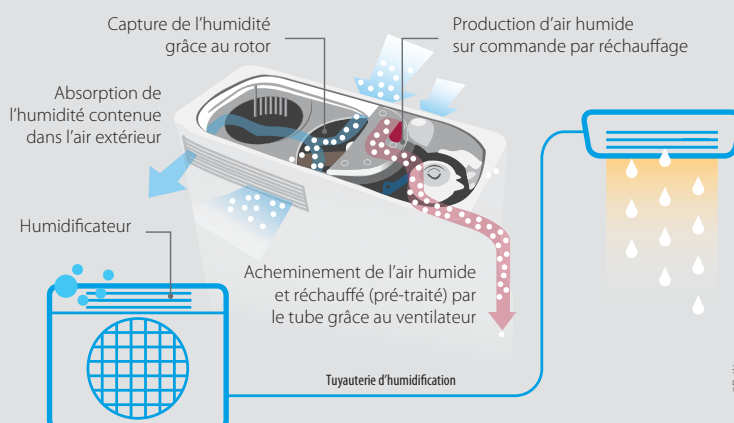 Capture de l’humidité
grâce au rotor
Production d’air humide
sur commande par réchauffage
Absorption de
l’humidité contenue
dans l’air extérieur
Humidificateur
Acheminement de l’air humide
et réchauffé (pré-traité) par
le tube grâce au ventilateur
Tuyauterie d’humidification